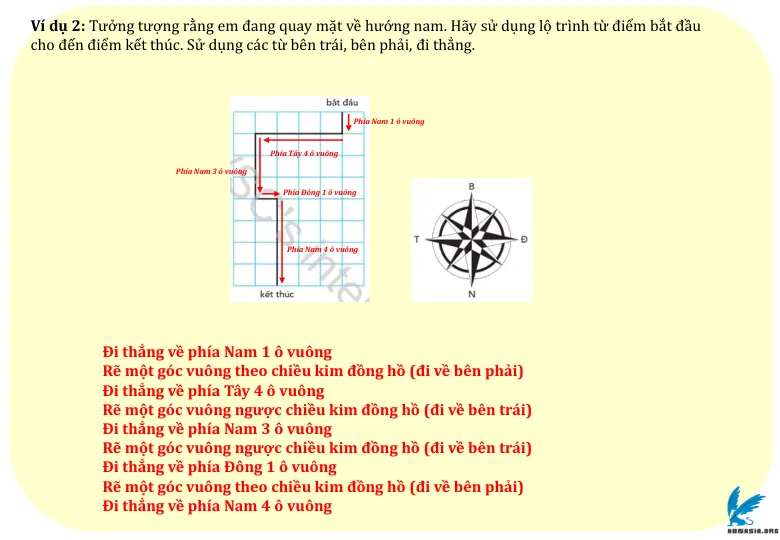 Ví dụ 2: Tưởng tượng rằng em đang quay mặt về hướng nam. Hãy sử dụng lộ trình từ điểm bắt đầu
cho đến điểm kết thúc. Sử dụng các từ bên trái, bên phải, đi thẳng.
bắt đầu
Phía Nam 1 ô vuông
Phía Tây 4 ô vuông
Phía Nam 3 ô vuông
Phía Đông 1 ô vuông
Phía Nam 4 ô vuông
kết thúc
B
T
Đ
N
Đi thẳng về phía Nam 1 ô vuông
Rẽ một góc vuông theo chiều kim đồng hồ (đi về bên phải)
Đi thẳng về phía Tây 4 ô vuông
Rẽ một góc vuông ngược chiều kim đồng hồ (đi về bên trái)
Đi thẳng về phía Nam 3 ô vuông
Rẽ một góc vuông ngược chiều kim đồng hồ (đi về bên trái)
Đi thẳng về phía Đông 1 ô vuông
Rẽ một góc vuông theo chiều kim đồng hồ (đi về bên phải)
Đi thẳng về phía Nam 4 ô vuông
ABNASIA.ORG